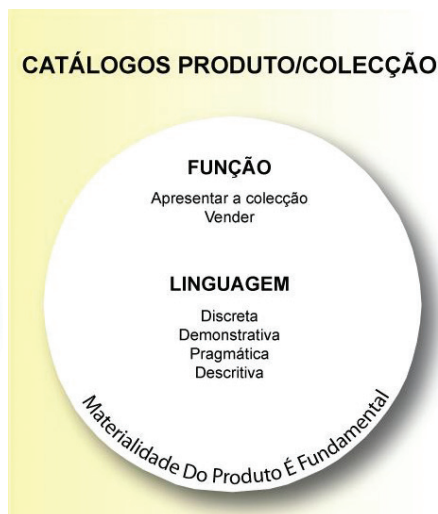 CATÁLOGOS PRODUTO/COLECÇÃO
FUNÇÃO
Apresentar a colecção
Vender
LINGUAGEM
Discreta
Demonstrativa
Pragmática
Descritiva
Materialidade Do Produto É Fundamental